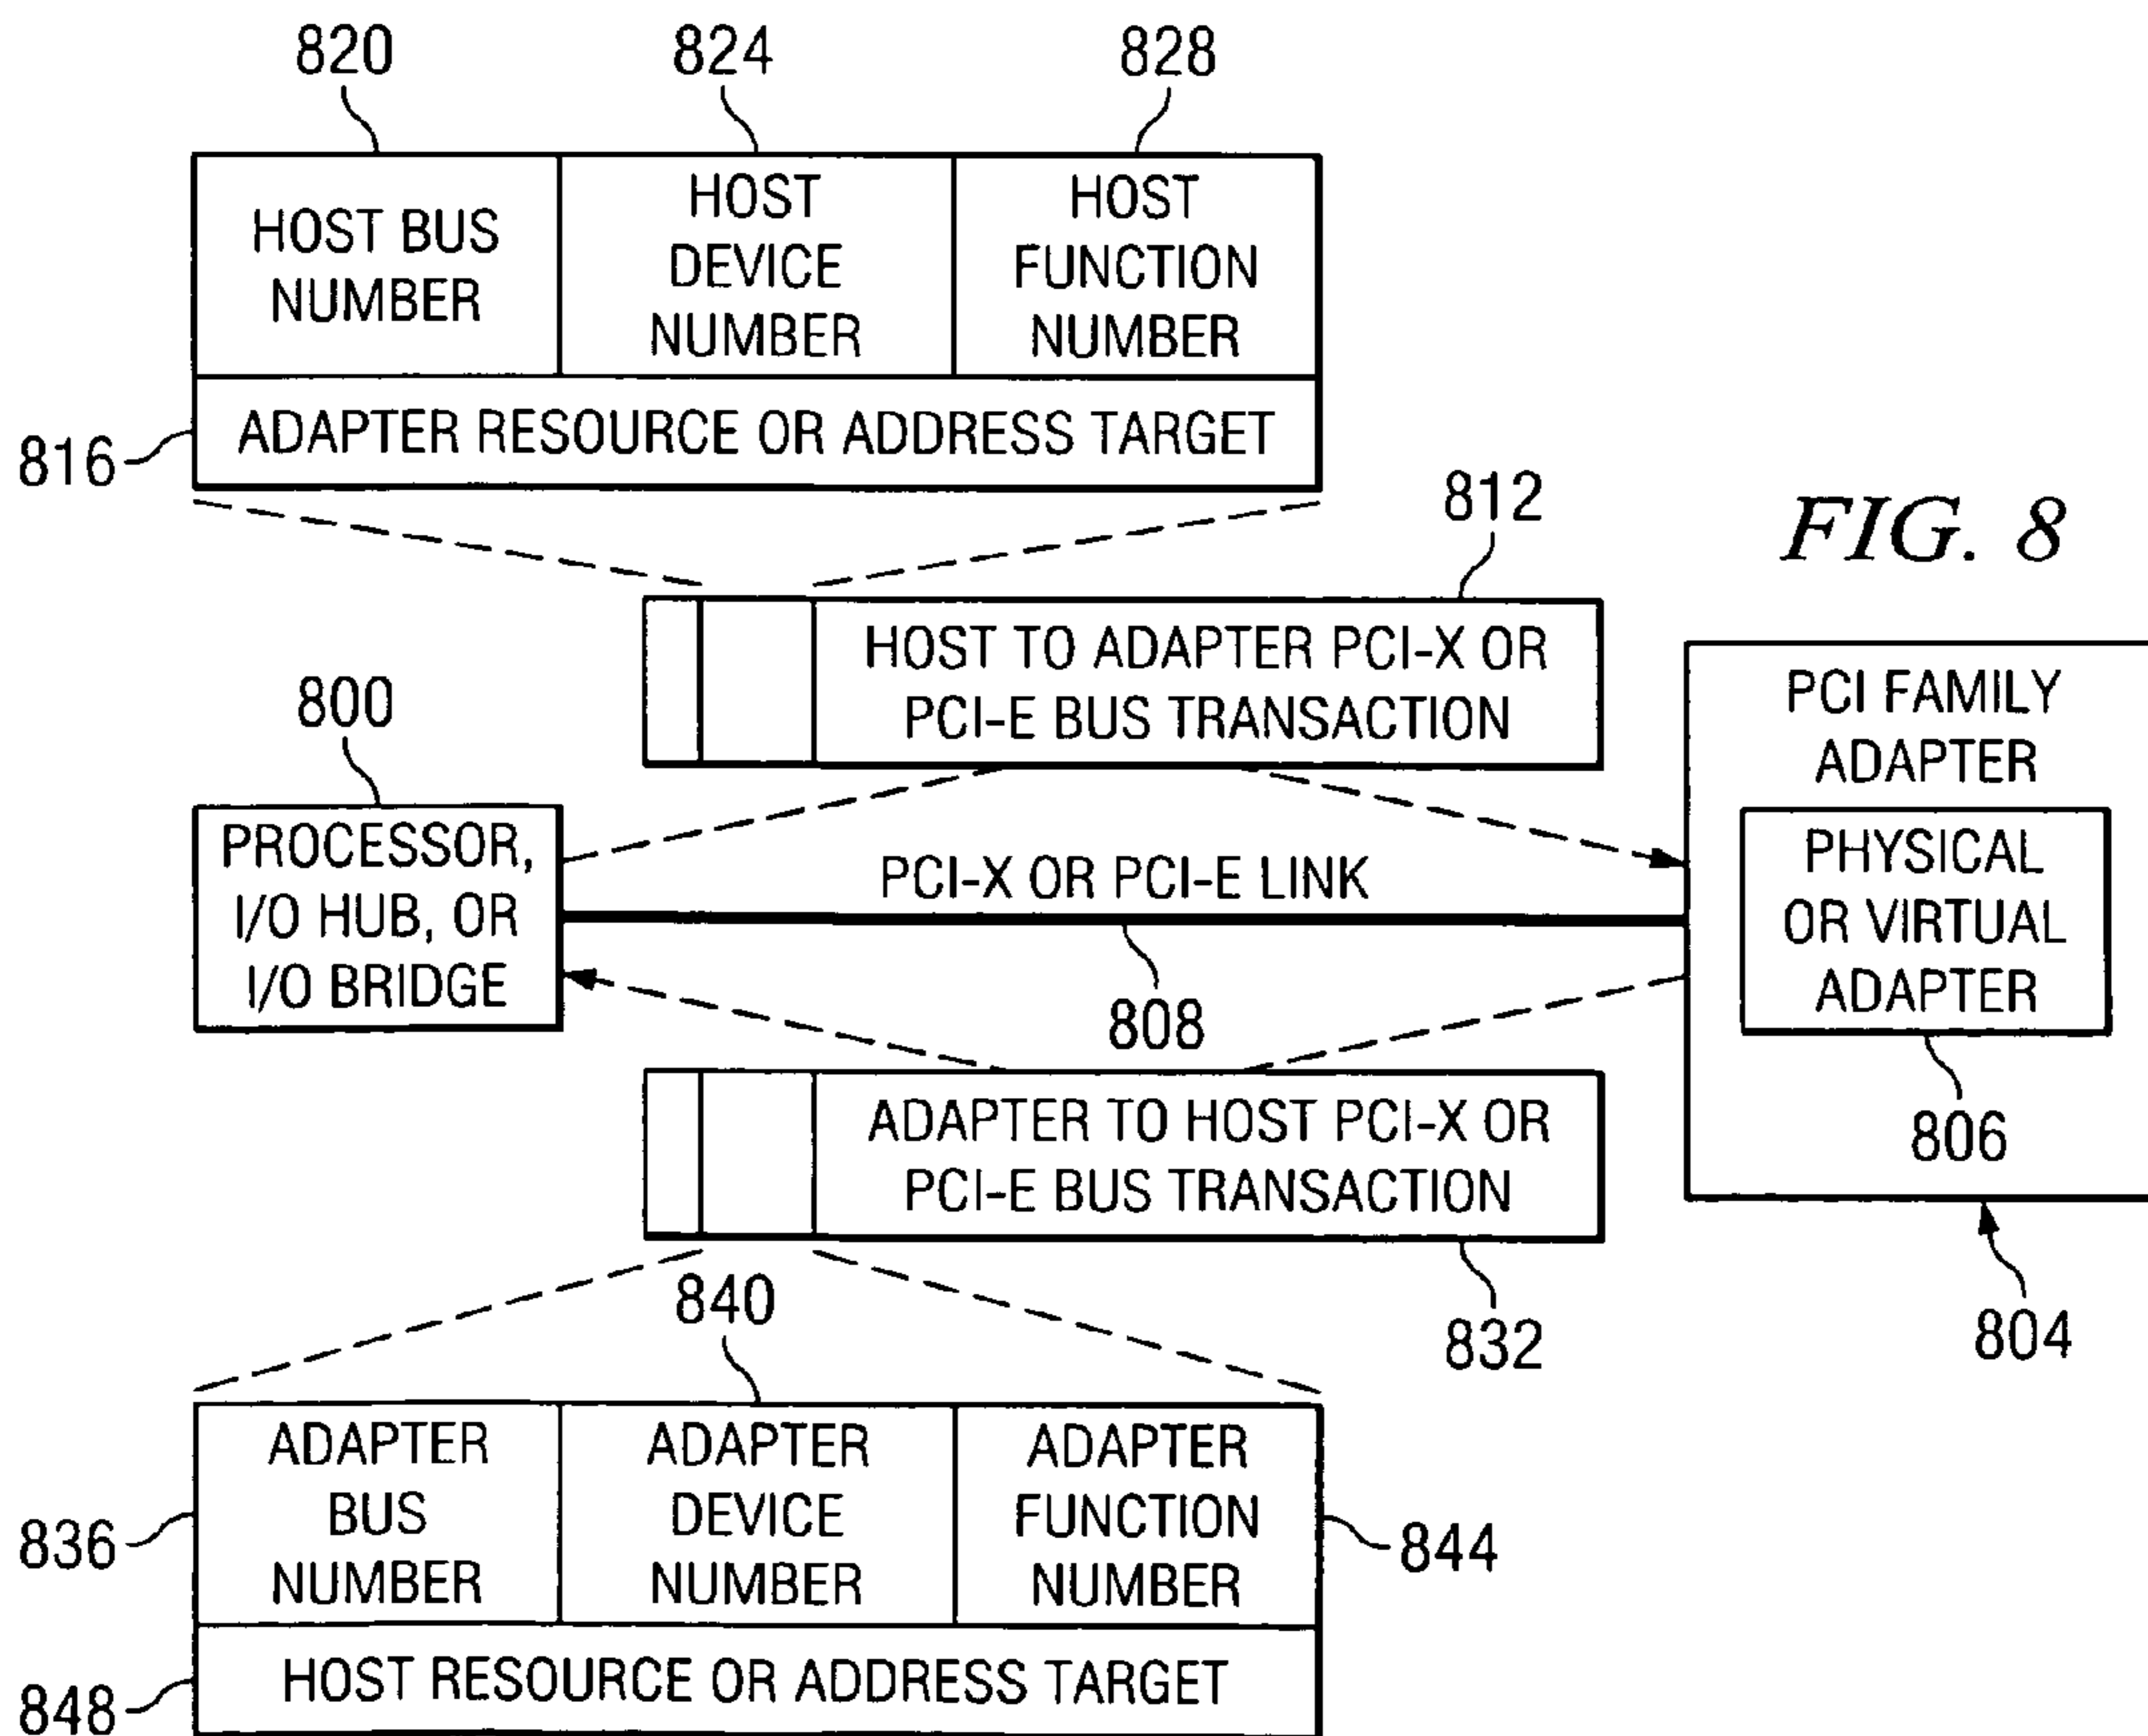 820
824
828
HOST BUS
NUMBER
HOST
DEVICE
NUMBER
HOST
FUNCTION
NUMBER
816
ADAPTER RESOURCE OR ADDRESS TARGET
812
FIG. 8
HOST TO ADAPTER PCI-X OR
PCI-E BUS TRANSACTION
800
PROCESSOR,
I/O HUB, OR
I/O BRIDGE
PCI-X OR PCI-E LINK
808
PCI FAMILY
ADAPTER
PHYSICAL
OR VIRTUAL
ADAPTER
806
804
ADAPTER TO HOST PCI-X OR
PCI-E BUS TRANSACTION
832
840
836
ADAPTER
BUS
NUMBER
ADAPTER
DEVICE
NUMBER
ADAPTER
FUNCTION
NUMBER
844
848
HOST RESOURCE OR ADDRESS TARGET